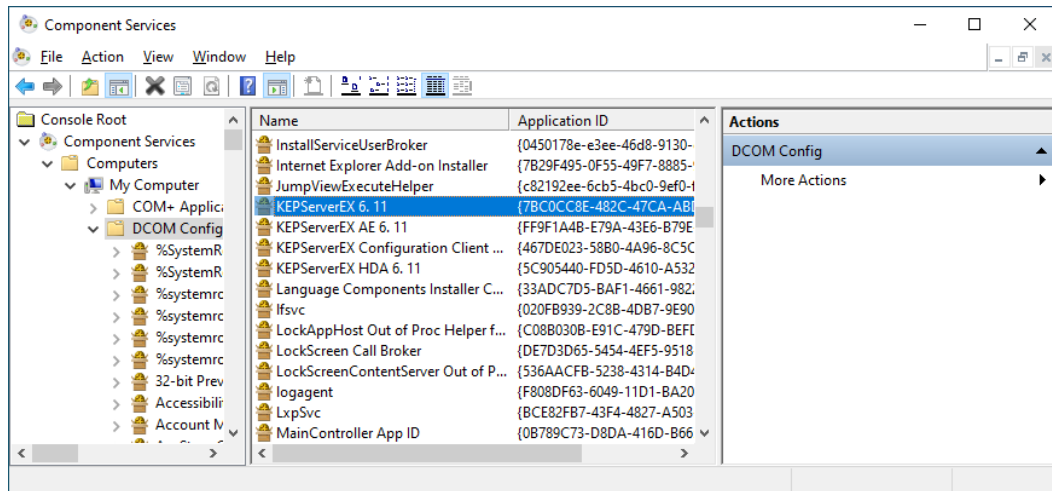 Component Services
File Action View Window Help
Console Root
Component Services
Computers
My Computer
COM+ Applica
DCOM Config
%SystemR
%SystemR
%systemrc
%systemrc
%systemrc
%systemrc
32-bit Prev
Accessibili
Account M
Name Application ID
InstallServiceUserBroker {0450178e-e3ee-46d8-9130-
Internet Explorer Add-on Installer {7B29F495-0F55-49F7-8885-
JumpViewExecuteHelper {c82192ee-6cb5-4bc0-9ef0-f
KEPServerEX 6. 11 {7BC0CC8E-482C-47CA-ABD
KEPServerEX AE 6. 11 {FF9F1A4B-E79A-43E6-B79E
KEPServerEX Configuration Client ... {467DE023-58B0-4A96-8C5C
KEPServerEX HDA 6. 11 {5C905440-FD5D-4610-A532
Language Components Installer C... {33ADC7D5-BAF1-4661-982
lfsvc {020FB939-2C8B-4DB7-9E90
LockAppHost Out of Proc Helper f... {C08B030B-E91C-479D-BEFD
LockScreen Call Broker {DE7D3D65-5454-4EF5-9518
LockScreenContentServer Out of P... {536AACFB-5238-4314-B4D4
logagent {F808DF63-6049-11D1-BA20
LxpSvc {BCE82FB7-43F4-4827-A503
MainController App ID {0B789C73-D8DA-416D-B66
Actions
DCOM Config
More Actions